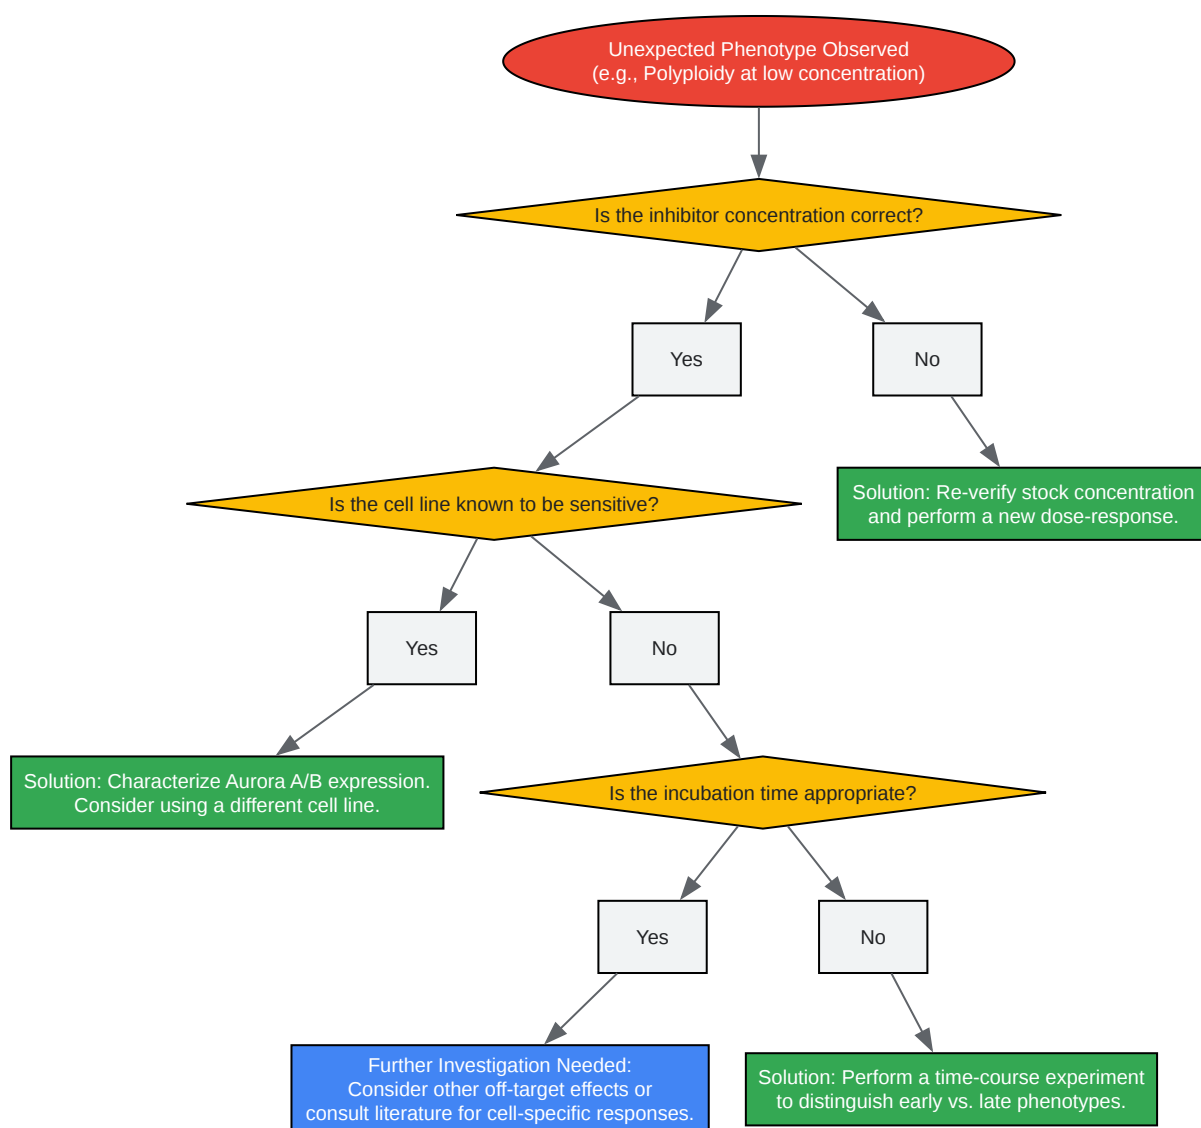 Unexpected Phenotype Observed
(e.g., Polyploidy at low concentration)
Is the inhibitor concentration correct?
Yes
No
Is the cell line known to be sensitive?
Solution: Re-verify stock concentration
and perform a new dose-response.
Yes
No
Solution: Characterize Aurora A/B expression.
Consider using a different cell line.
Is the incubation time appropriate?
Yes
No
Further Investigation Needed:
Consider other off-target effects or
consult literature for cell-specific responses.
Solution: Perform a time-course experiment
to distinguish early vs. late phenotypes.